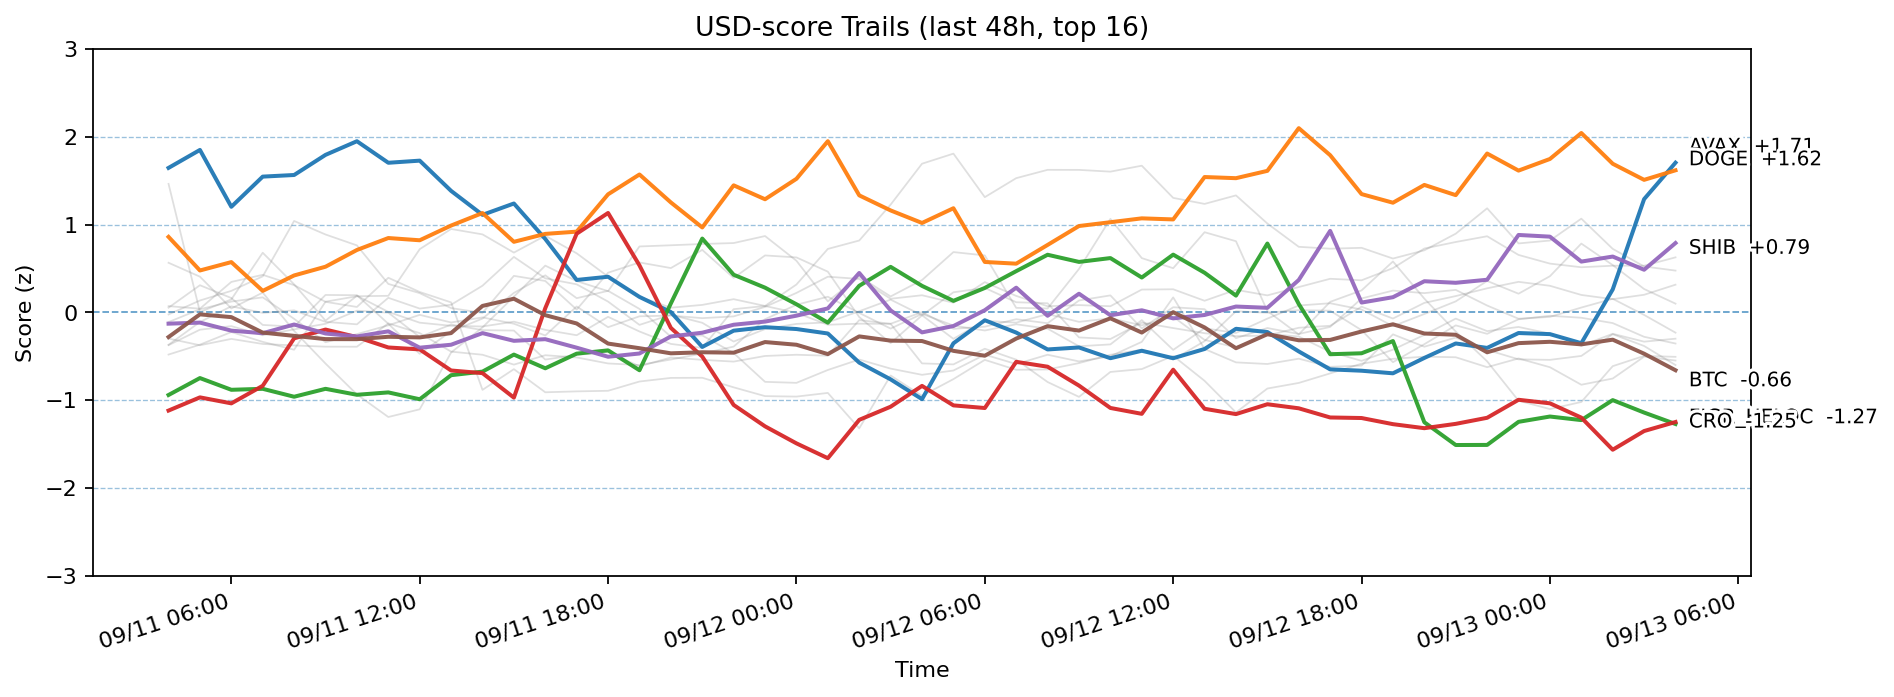 USD-score Trails (last 48h, top 16)
Score (z)
3
2
1
0
−1
−2
−3
AVAX +1.71
DOGE +1.62
SHIB +0.79
BTC -0.66
-1.27
CRO -1.25
09/11 06:00
09/11 12:00
09/11 18:00
09/12 00:00
09/12 06:00
09/12 12:00
09/12 18:00
09/13 00:00
09/13 06:00
Time